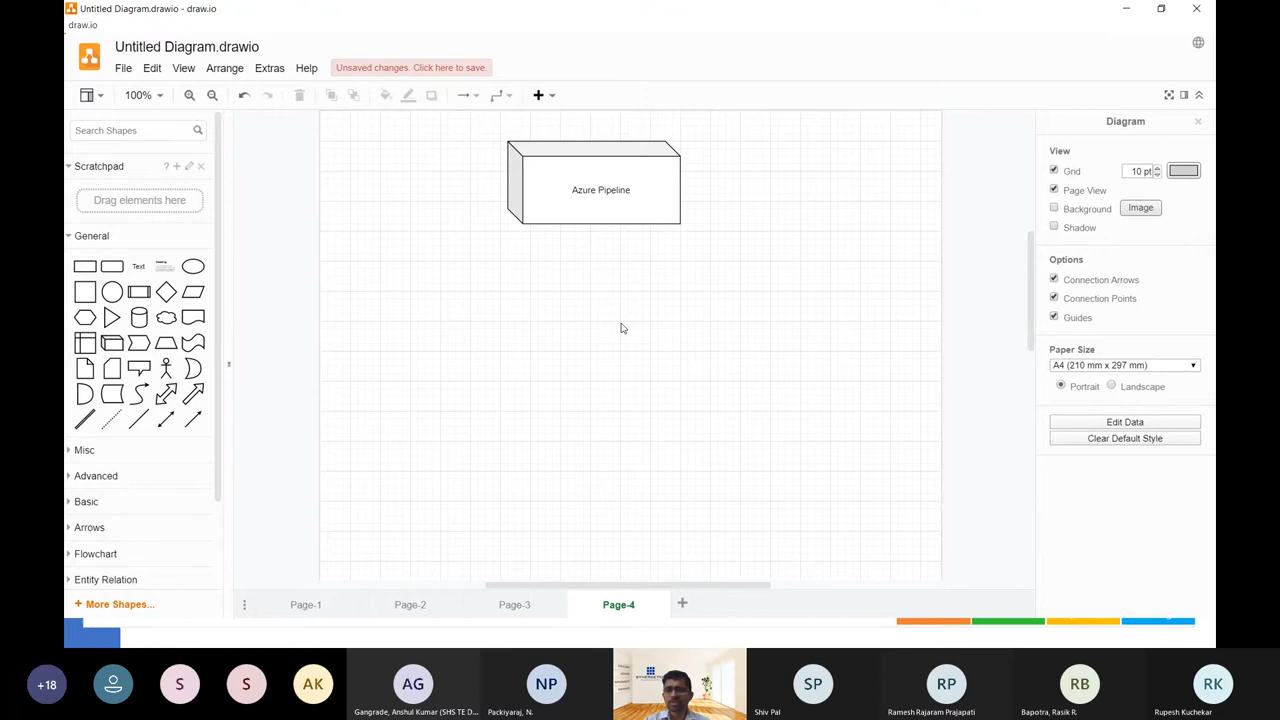 Untitled Diagram.drawio - draw.io
draw.io
Untitled Diagram.drawio
File Edit View Arrange Extras Help Unsaved changes. Click here to save.
100%
Search Shapes
Scratchpad
?
Drag elements here
General
Text
Misc
Advanced
Basic
Arrows
Flowchart
Entity Relation
+ More Shapes...
Azure Pipeline
Page-1 Page-2 Page-3 Page-4
Diagram
View
Grid 10 pt
Page View
Background Image
Shadow
Options
Connection Arrows
Connection Points
Guides
Paper Size
A4 (210 mm x 297 mm)
Portrait Landscape
Edit Data
Clear Default Style
+18 S S AK AG NP SP RP RB RK
Gangrade, Anshul Kumar (SHS TE D... Packiyaraj, N. Shiv Pal Ramesh Rajaram Prajapati Bapotra, Rasik R. Rupesh Kuchekar